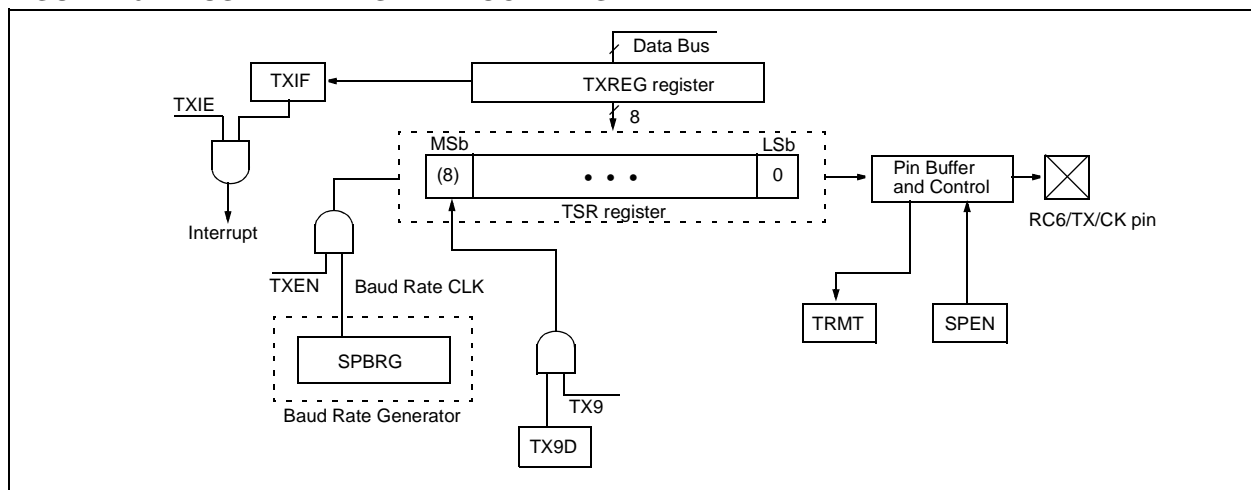 Data Bus
TXIF
TXREG register
TXIE
8
MSb
LSb
(8)
• • •
0
Pin Buffer
and Control
TSR register
Interrupt
RC6/TX/CK pin
TXEN
Baud Rate CLK
TRMT
SPEN
SPBRG
TX9
Baud Rate Generator
TX9D